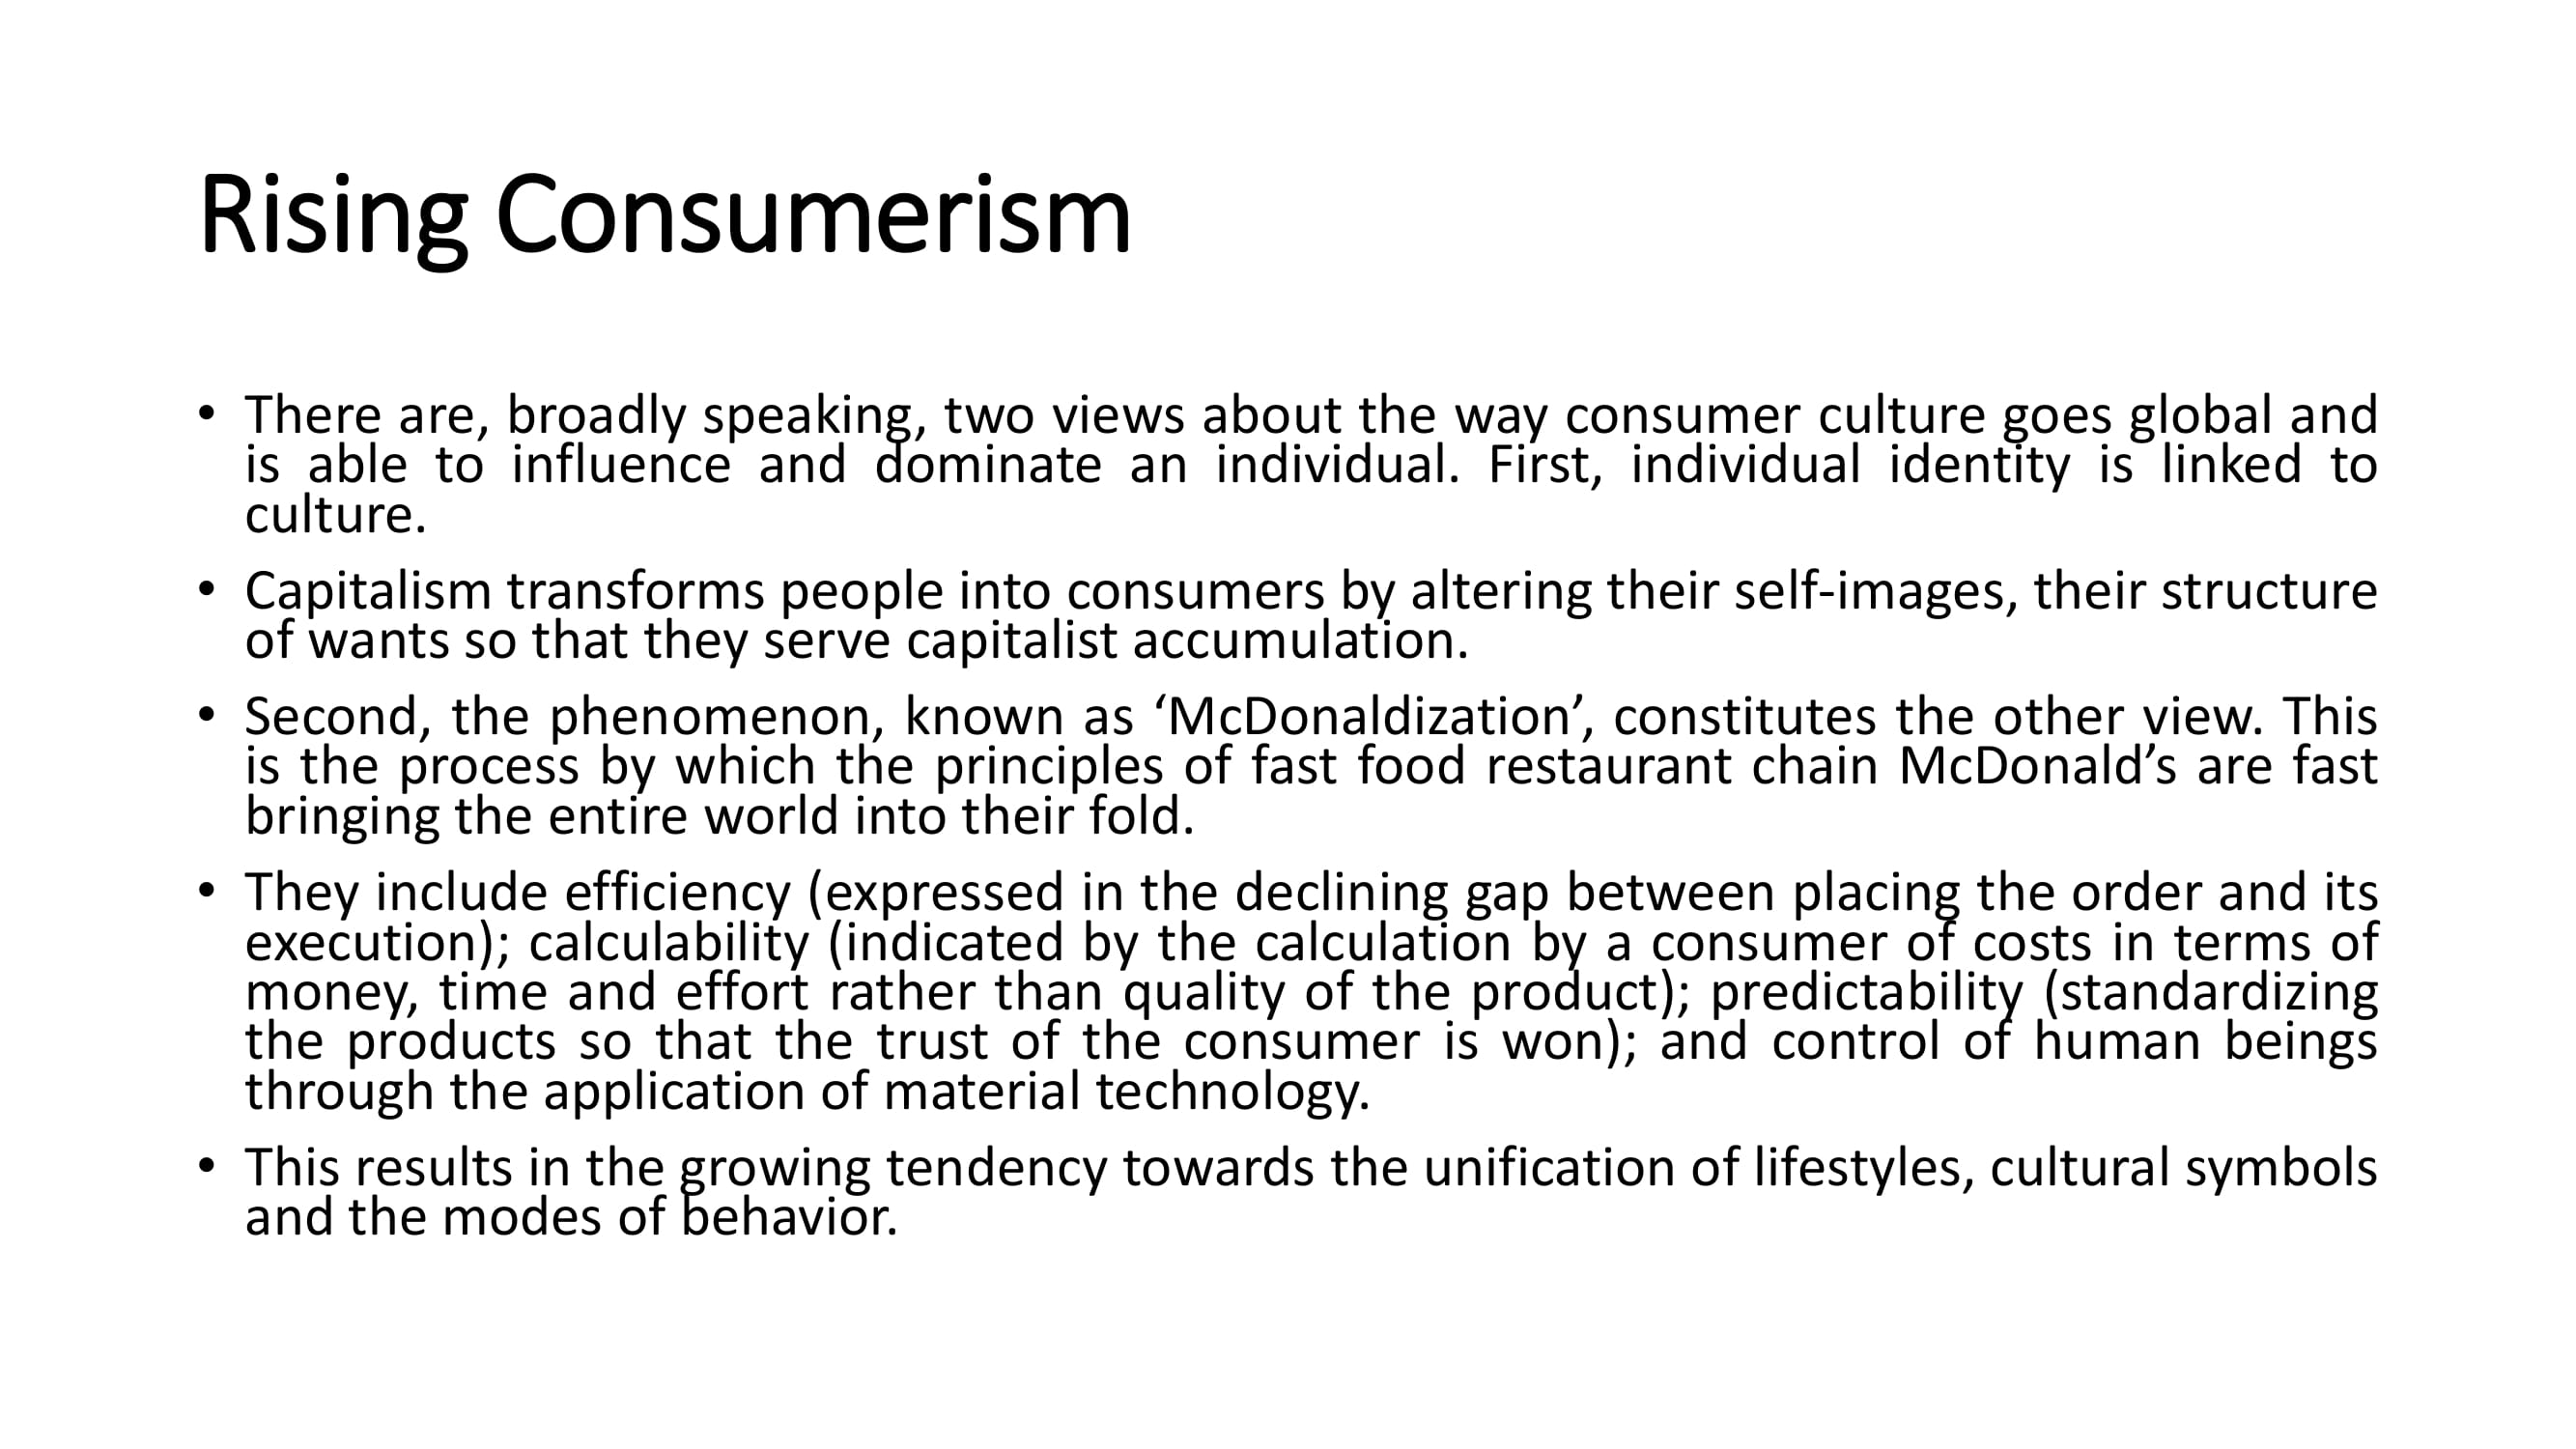 Rising Consumerism
• There are, broadly speaking, two views about the way consumer culture goes global and
is able to influence and dominate an individual. First, individual identity is linked to
culture.
• Capitalism transforms people into consumers by altering their self-images, their structure
of wants so that they serve capitalist accumulation.
• Second, the phenomenon, known as ‘McDonaldization’, constitutes the other view. This
is the process by which the principles of fast food restaurant chain McDonald’s are fast
bringing the entire world into their fold.
• They include efficiency (expressed in the declining gap between placing the order and its
execution); calculability (indicated by the calculation by a consumer of costs in terms of
money, time and effort rather than quality of the product); predictability (standardizing
the products so that the trust of the consumer is won); and control of human beings
through the application of material technology.
• This results in the growing tendency towards the unification of lifestyles, cultural symbols
and the modes of behavior.